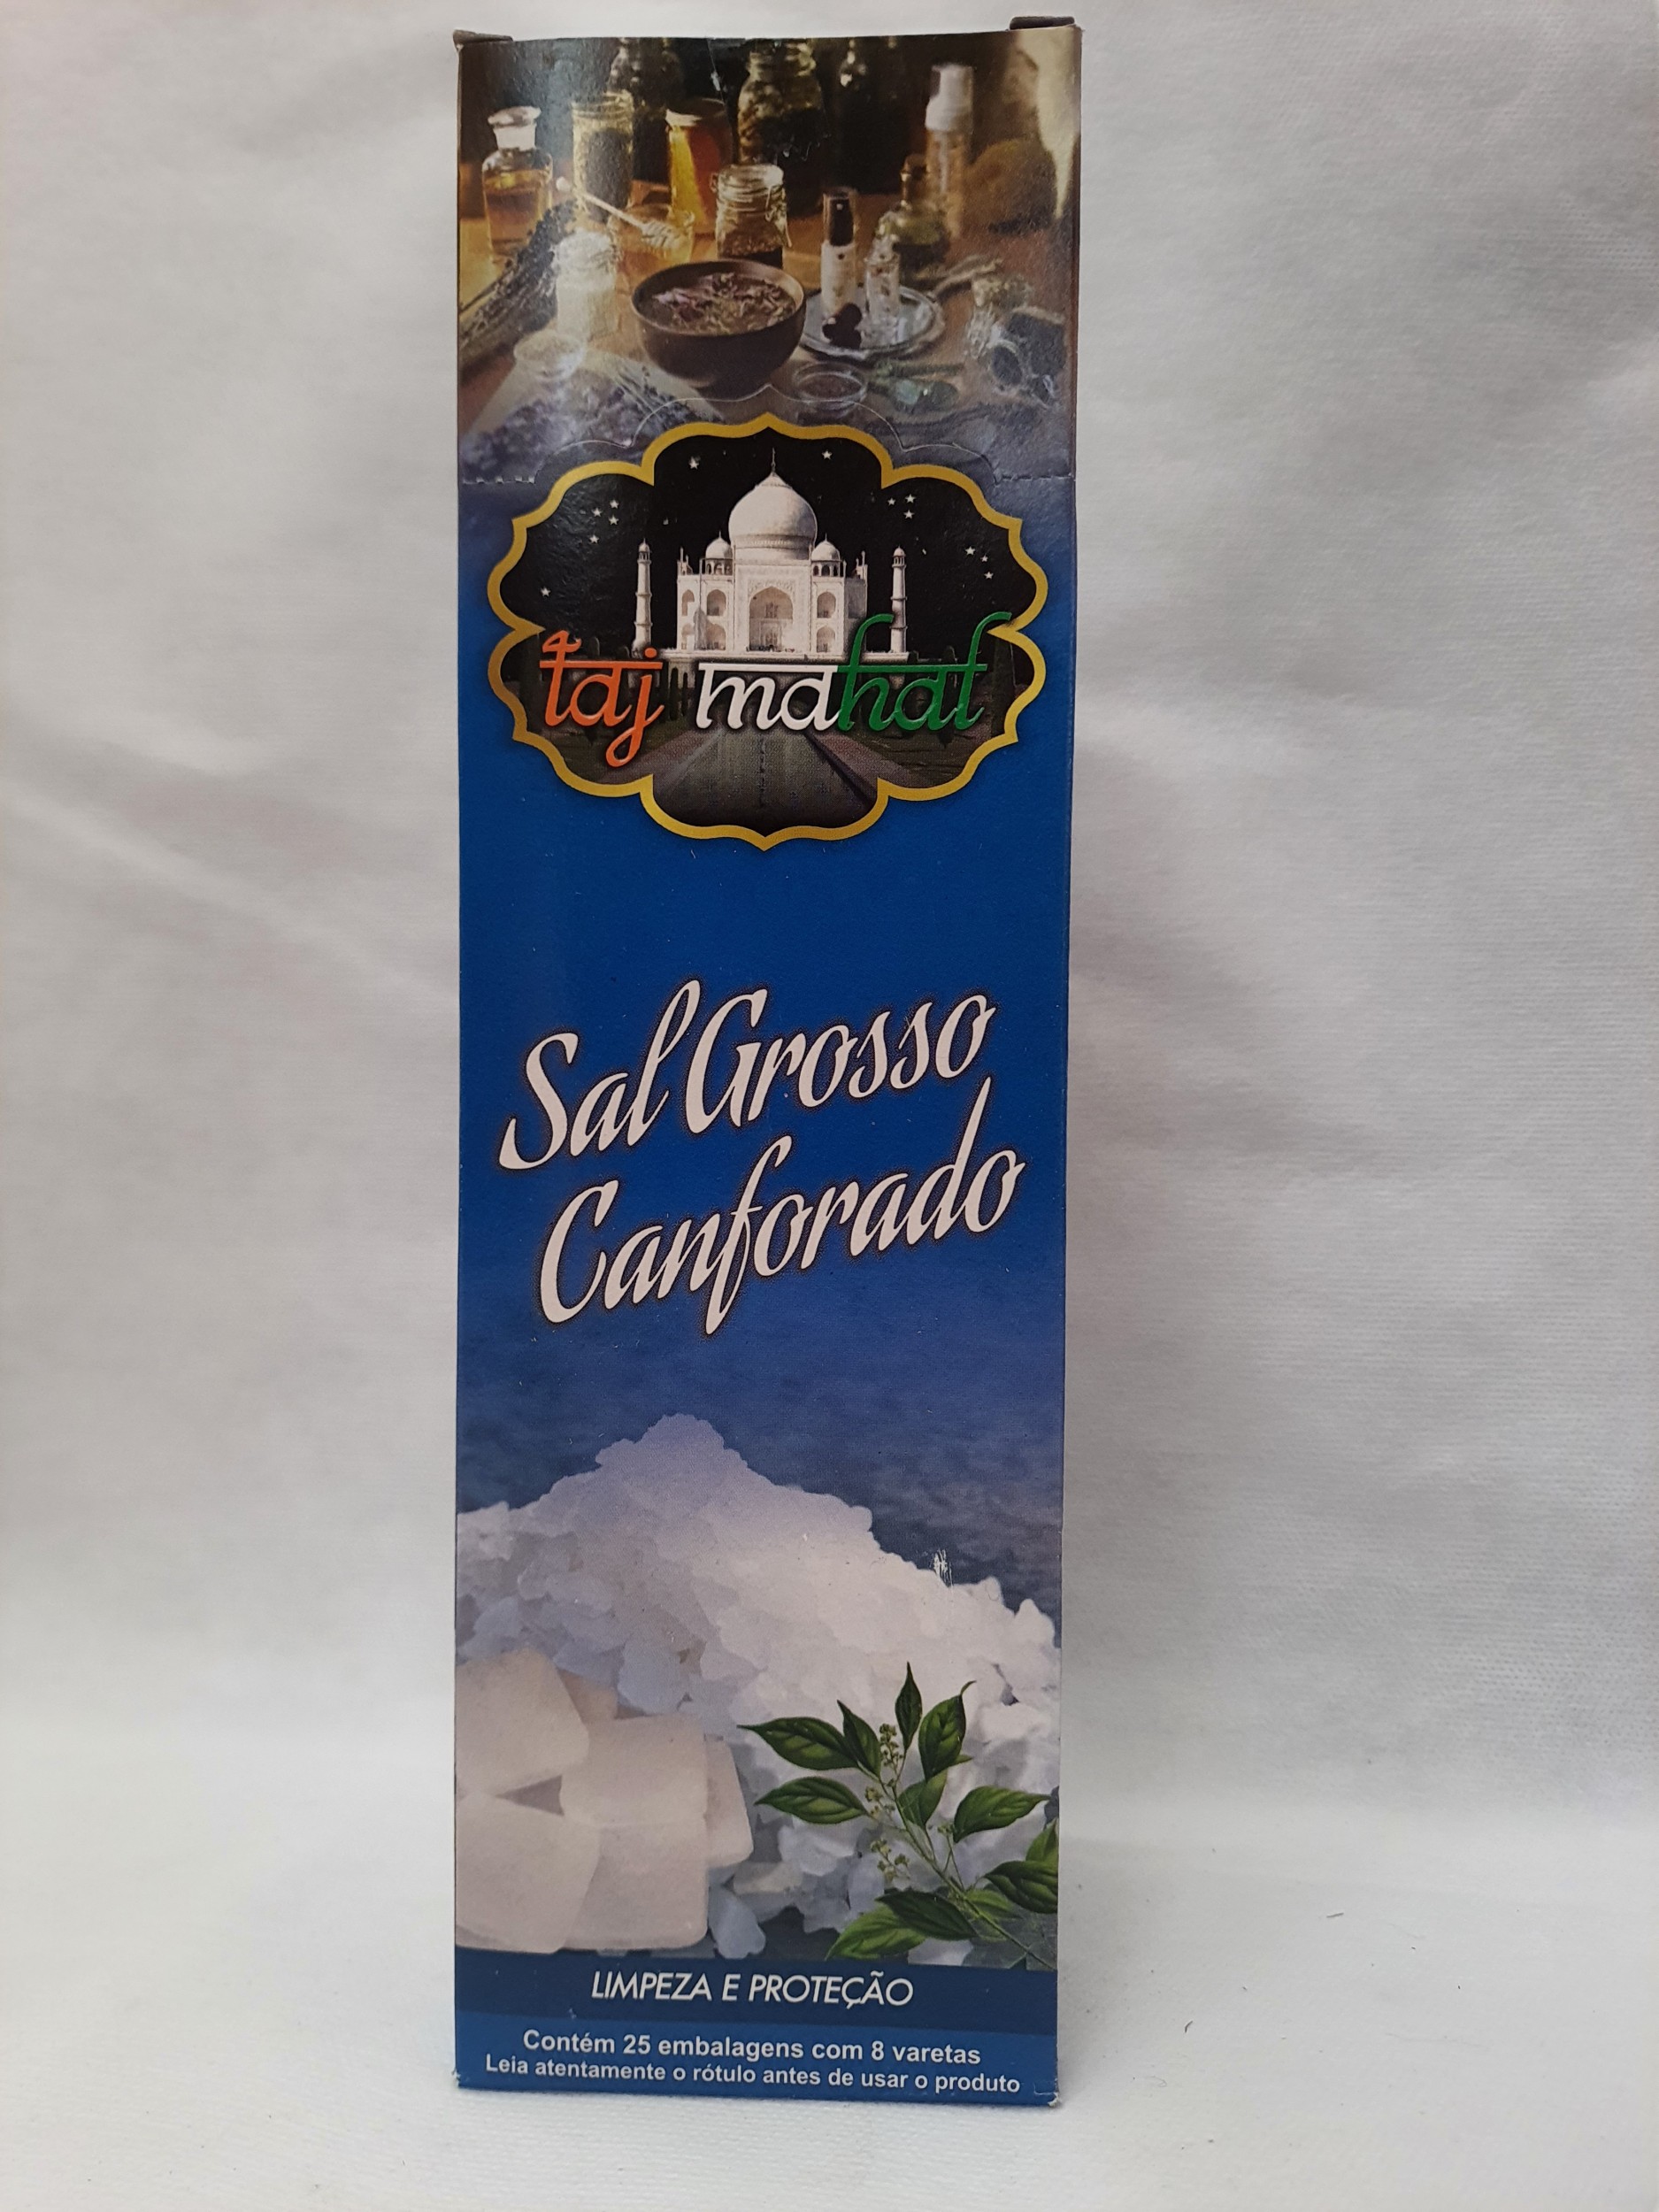 taj mahal
Sal Grosso
Canforado
LIMPEZA E PROTEÇÃO
Contém 25 embalagens com 8 varetas
Leia atentamente o rótulo antes de usar o produto